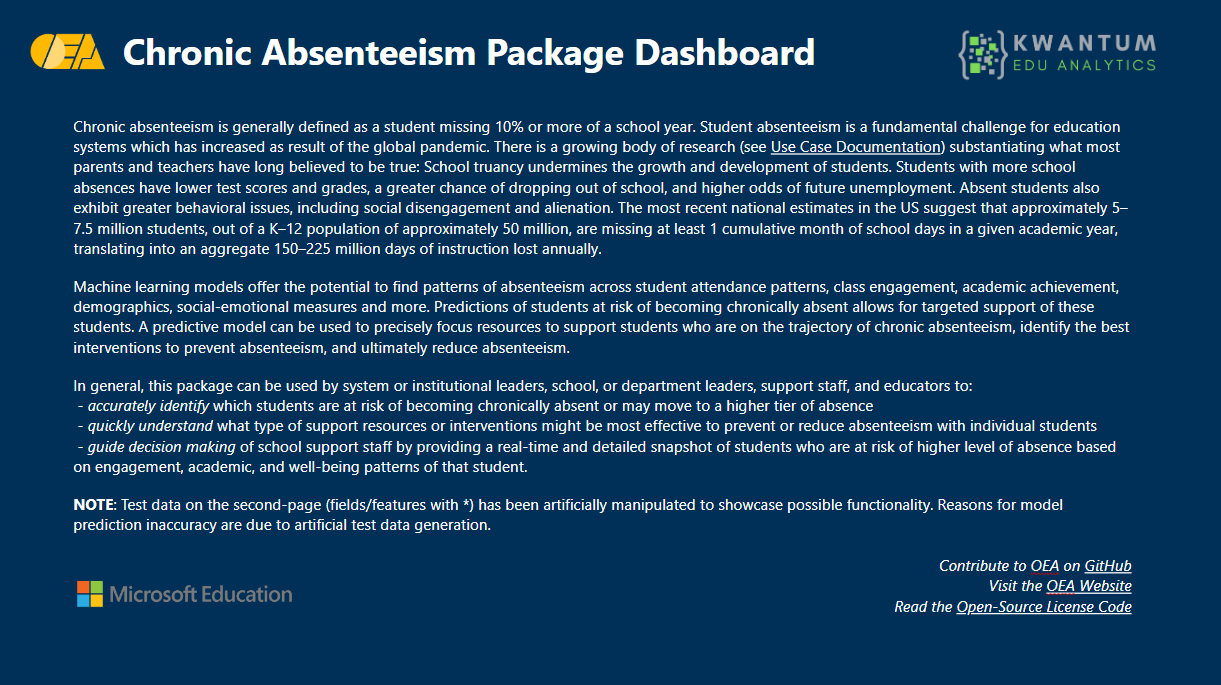 OEA Chronic Absenteeism Package Dashboard
KWANTUM
EDU ANALYTICS
Chronic absenteeism is generally defined as a student missing 10% or more of a school year. Student absenteeism is a fundamental challenge for education
systems which has increased as result of the global pandemic. There is a growing body of research (see Use Case Documentation) substantiating what most
parents and teachers have long believed to be true: School truancy undermines the growth and development of students. Students with more school
absences have lower test scores and grades, a greater chance of dropping out of school, and higher odds of future unemployment. Absent students also
exhibit greater behavioral issues, including social disengagement and alienation. The most recent national estimates in the US suggest that approximately 5–
7.5 million students, out of a K–12 population of approximately 50 million, are missing at least 1 cumulative month of school days in a given academic year,
translating into an aggregate 150–225 million days of instruction lost annually.
Machine learning models offer the potential to find patterns of absenteeism across student attendance patterns, class engagement, academic achievement,
demographics, social-emotional measures and more. Predictions of students at risk of becoming chronically absent allows for targeted support of these
students. A predictive model can be used to precisely focus resources to support students who are on the trajectory of chronic absenteeism, identify the best
interventions to prevent absenteeism, and ultimately reduce absenteeism.
In general, this package can be used by system or institutional leaders, school, or department leaders, support staff, and educators to:
- accurately identify which students are at risk of becoming chronically absent or may move to a higher tier of absence
- quickly understand what type of support resources or interventions might be most effective to prevent or reduce absenteeism with individual students
- guide decision making of school support staff by providing a real-time and detailed snapshot of students who are at risk of higher level of absence based
on engagement, academic, and well-being patterns of that student.
NOTE: Test data on the second-page (fields/features with *) has been artificially manipulated to showcase possible functionality. Reasons for model
prediction inaccuracy are due to artificial test data generation.
Microsoft Education
Contribute to OEA on GitHub
Visit the OEA Website
Read the Open-Source License Code